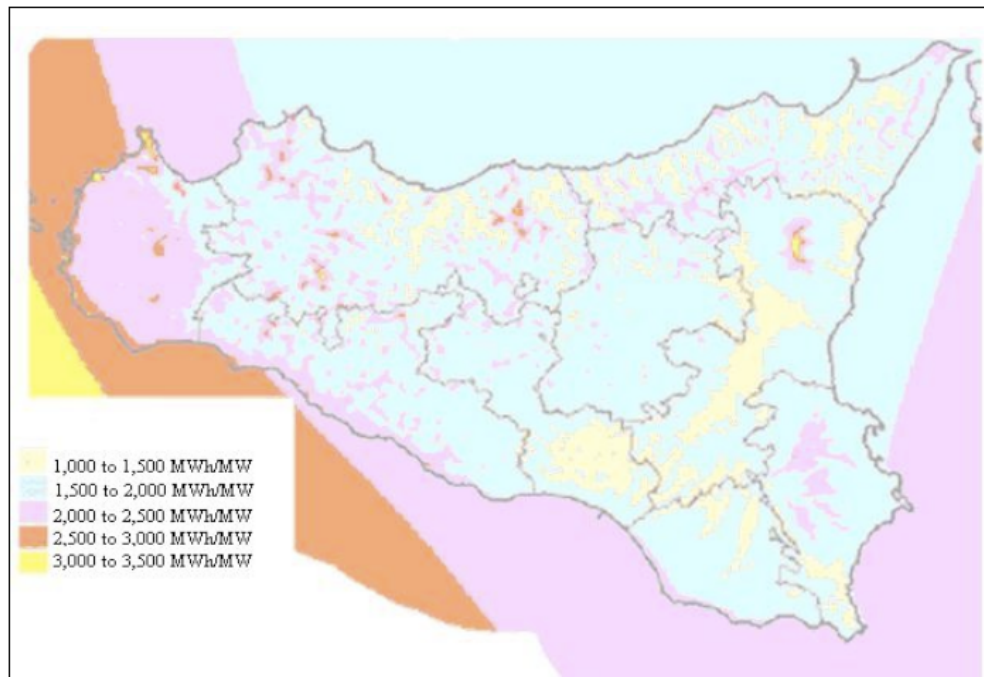 1,000 to 1,500 MWh/MW
1,500 to 2,000 MWh/MW
2,000 to 2,500 MWh/MW
2,500 to 3,000 MWh/MW
3,000 to 3,500 MWh/MW